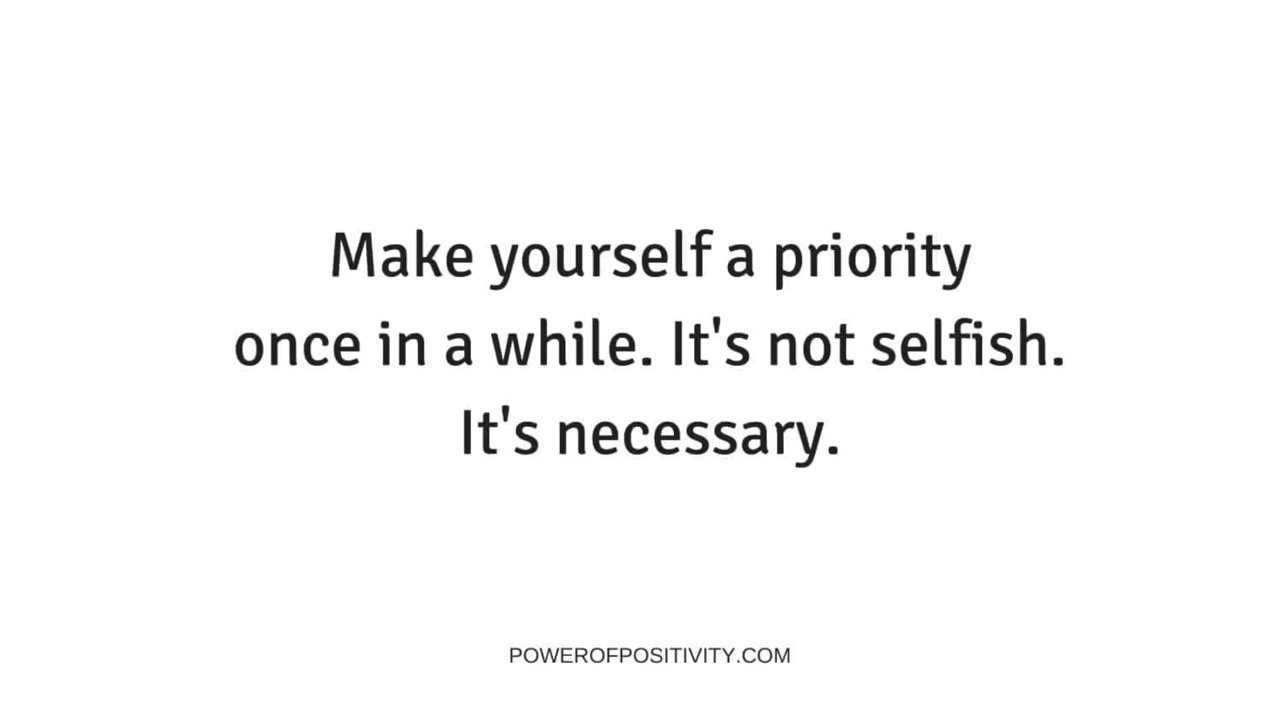 Make yourself a priority
once in a while. It's not selfish.
It's necessary.
POWEROFPOSITIVITY.COM